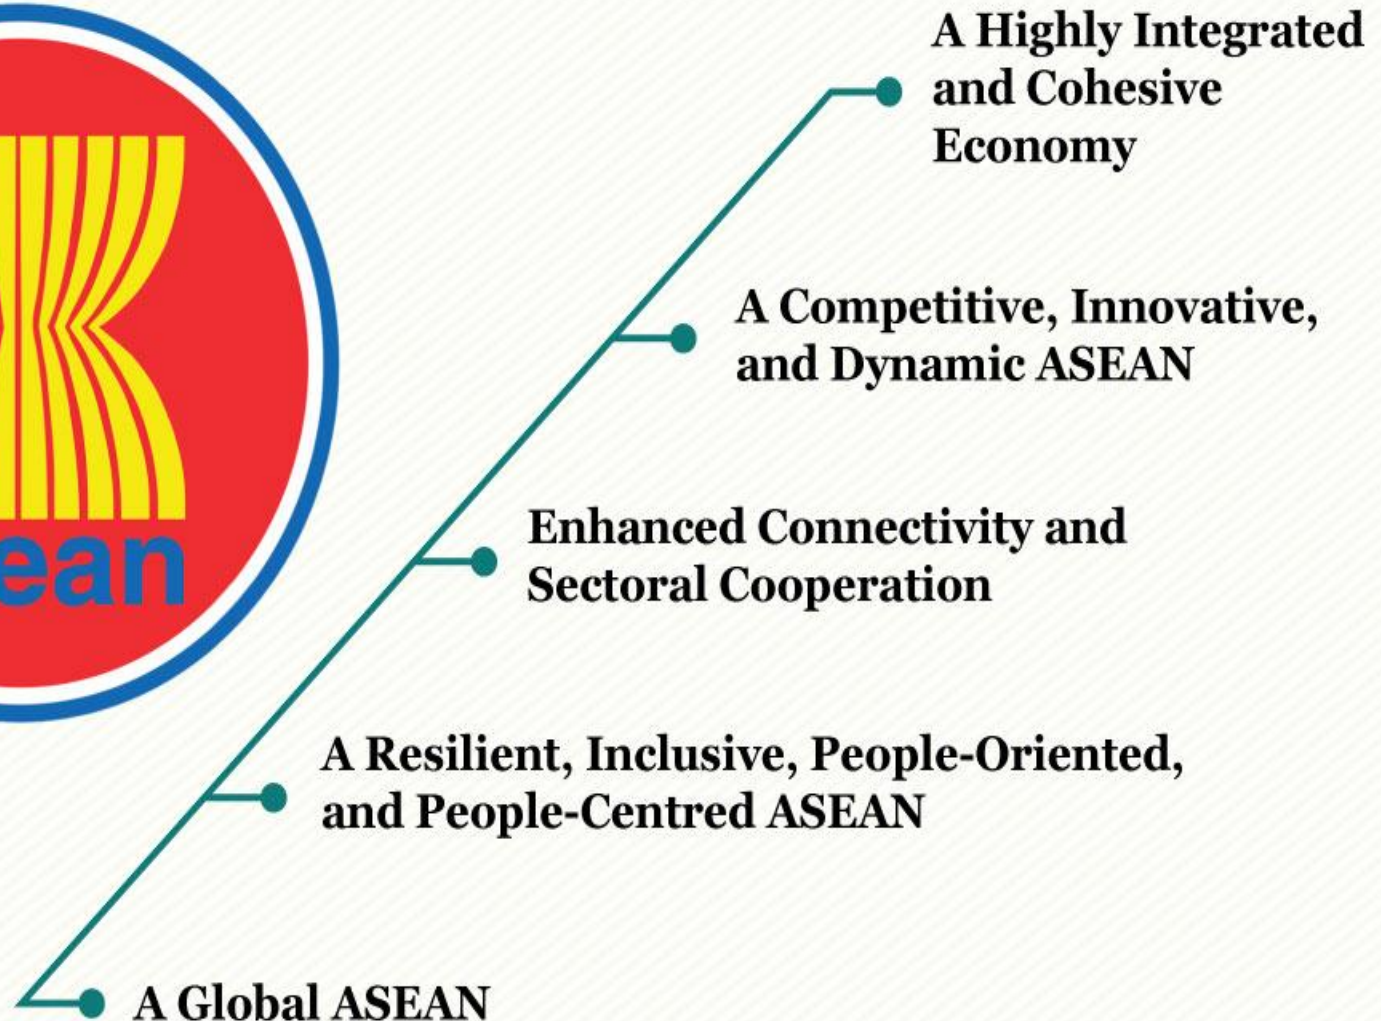 A Highly Integrated
and Cohesive
Economy
A Competitive, Innovative,
and Dynamic ASEAN
Enhanced Connectivity and
Sectoral Cooperation
ean
A Resilient, Inclusive, People-Oriented,
and People-Centred ASEAN
A Global ASEAN